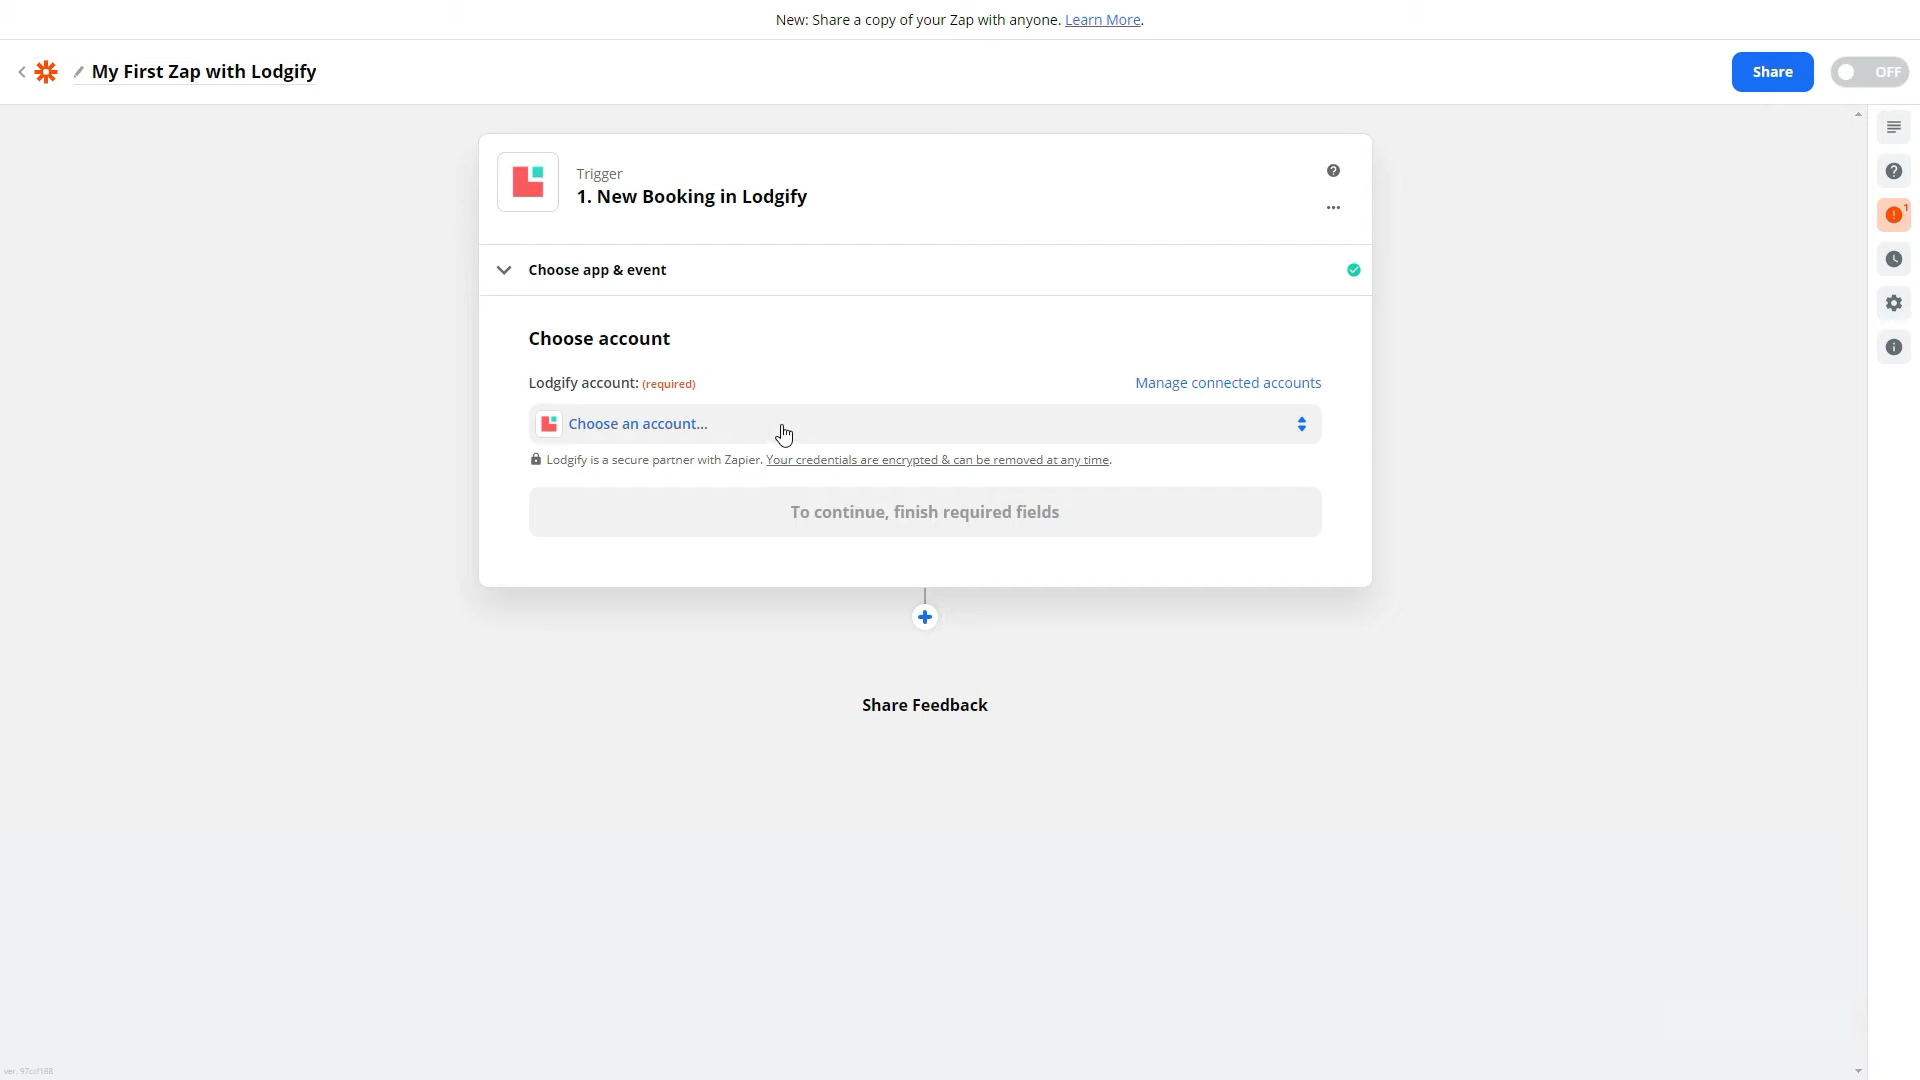 New: Share a copy of your Zap with anyone. Learn More.
My First Zap with Lodgify
Share
OFF
Trigger
1. New Booking in Lodgify
1
Choose app & event
Choose account
Lodgify account: (required)
Manage connected accounts
Choose an account...
Lodgify is a secure partner with Zapier. Your credentials are encrypted & can be removed at any time.
To continue, finish required fields
Share Feedback
ver. 97ccf188